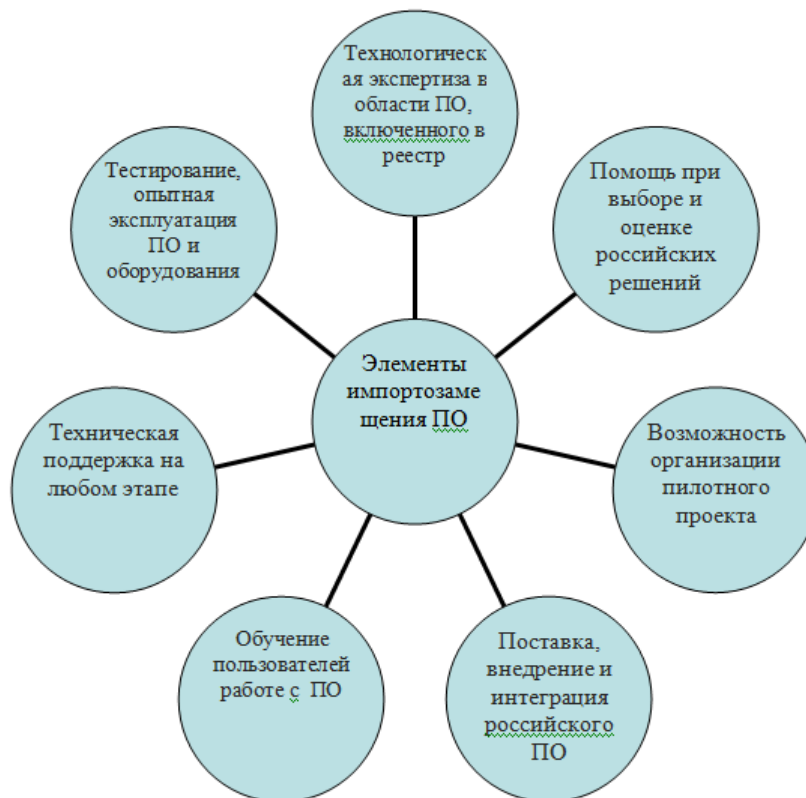 Технологическ
ая экспертиза в
области ПО,
включенного в
реестр
Помощь при
выборе и
оценке
российских
решений
Возможность
организации
пилотного
проекта
Поставка,
внедрение и
интеграция
российского
ПО
Обучение
пользователей
работе с ПО
Техническая
поддержка на
любом этапе
Тестирование,
опытная
эксплуатация
ПО и
оборудования
Элементы
импортозаме
щения ПО